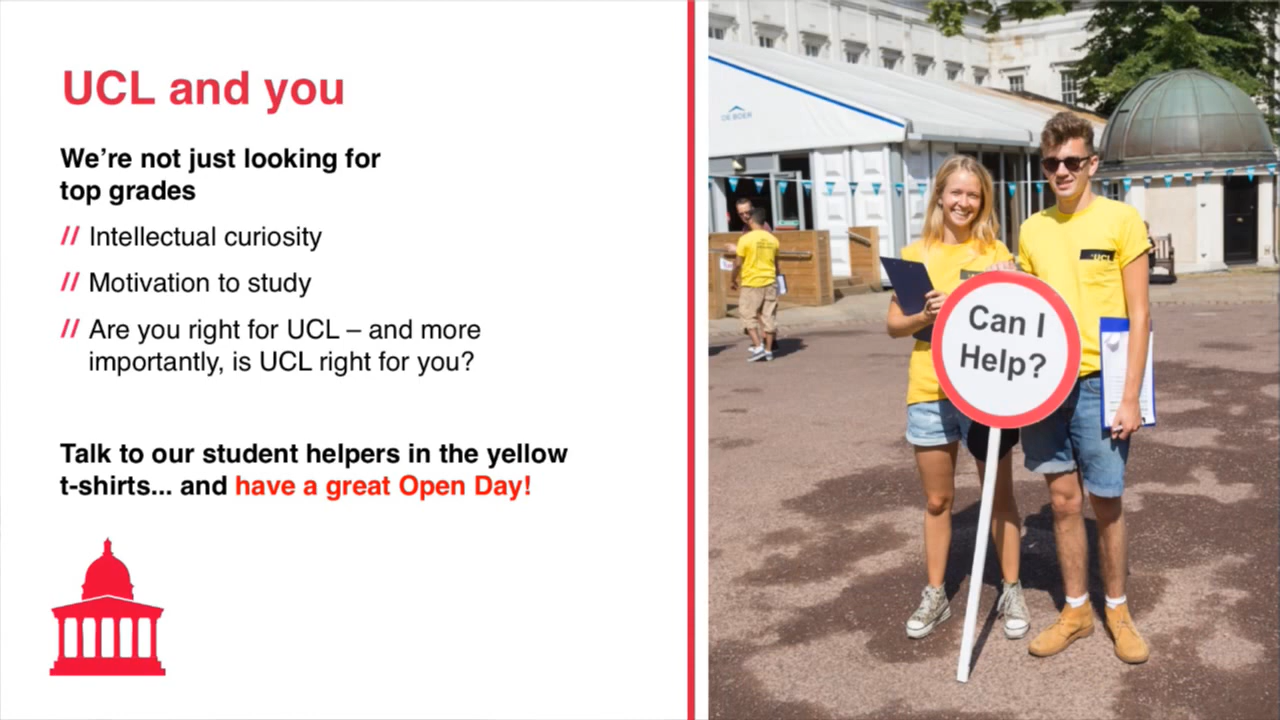 UCL and you
We’re not just looking for
top grades
// Intellectual curiosity
// Motivation to study
// Are you right for UCL – and more
importantly, is UCL right for you?
Talk to our student helpers in the yellow
t-shirts... and have a great Open Day!
DE BOER
UCL
Can I
Help?